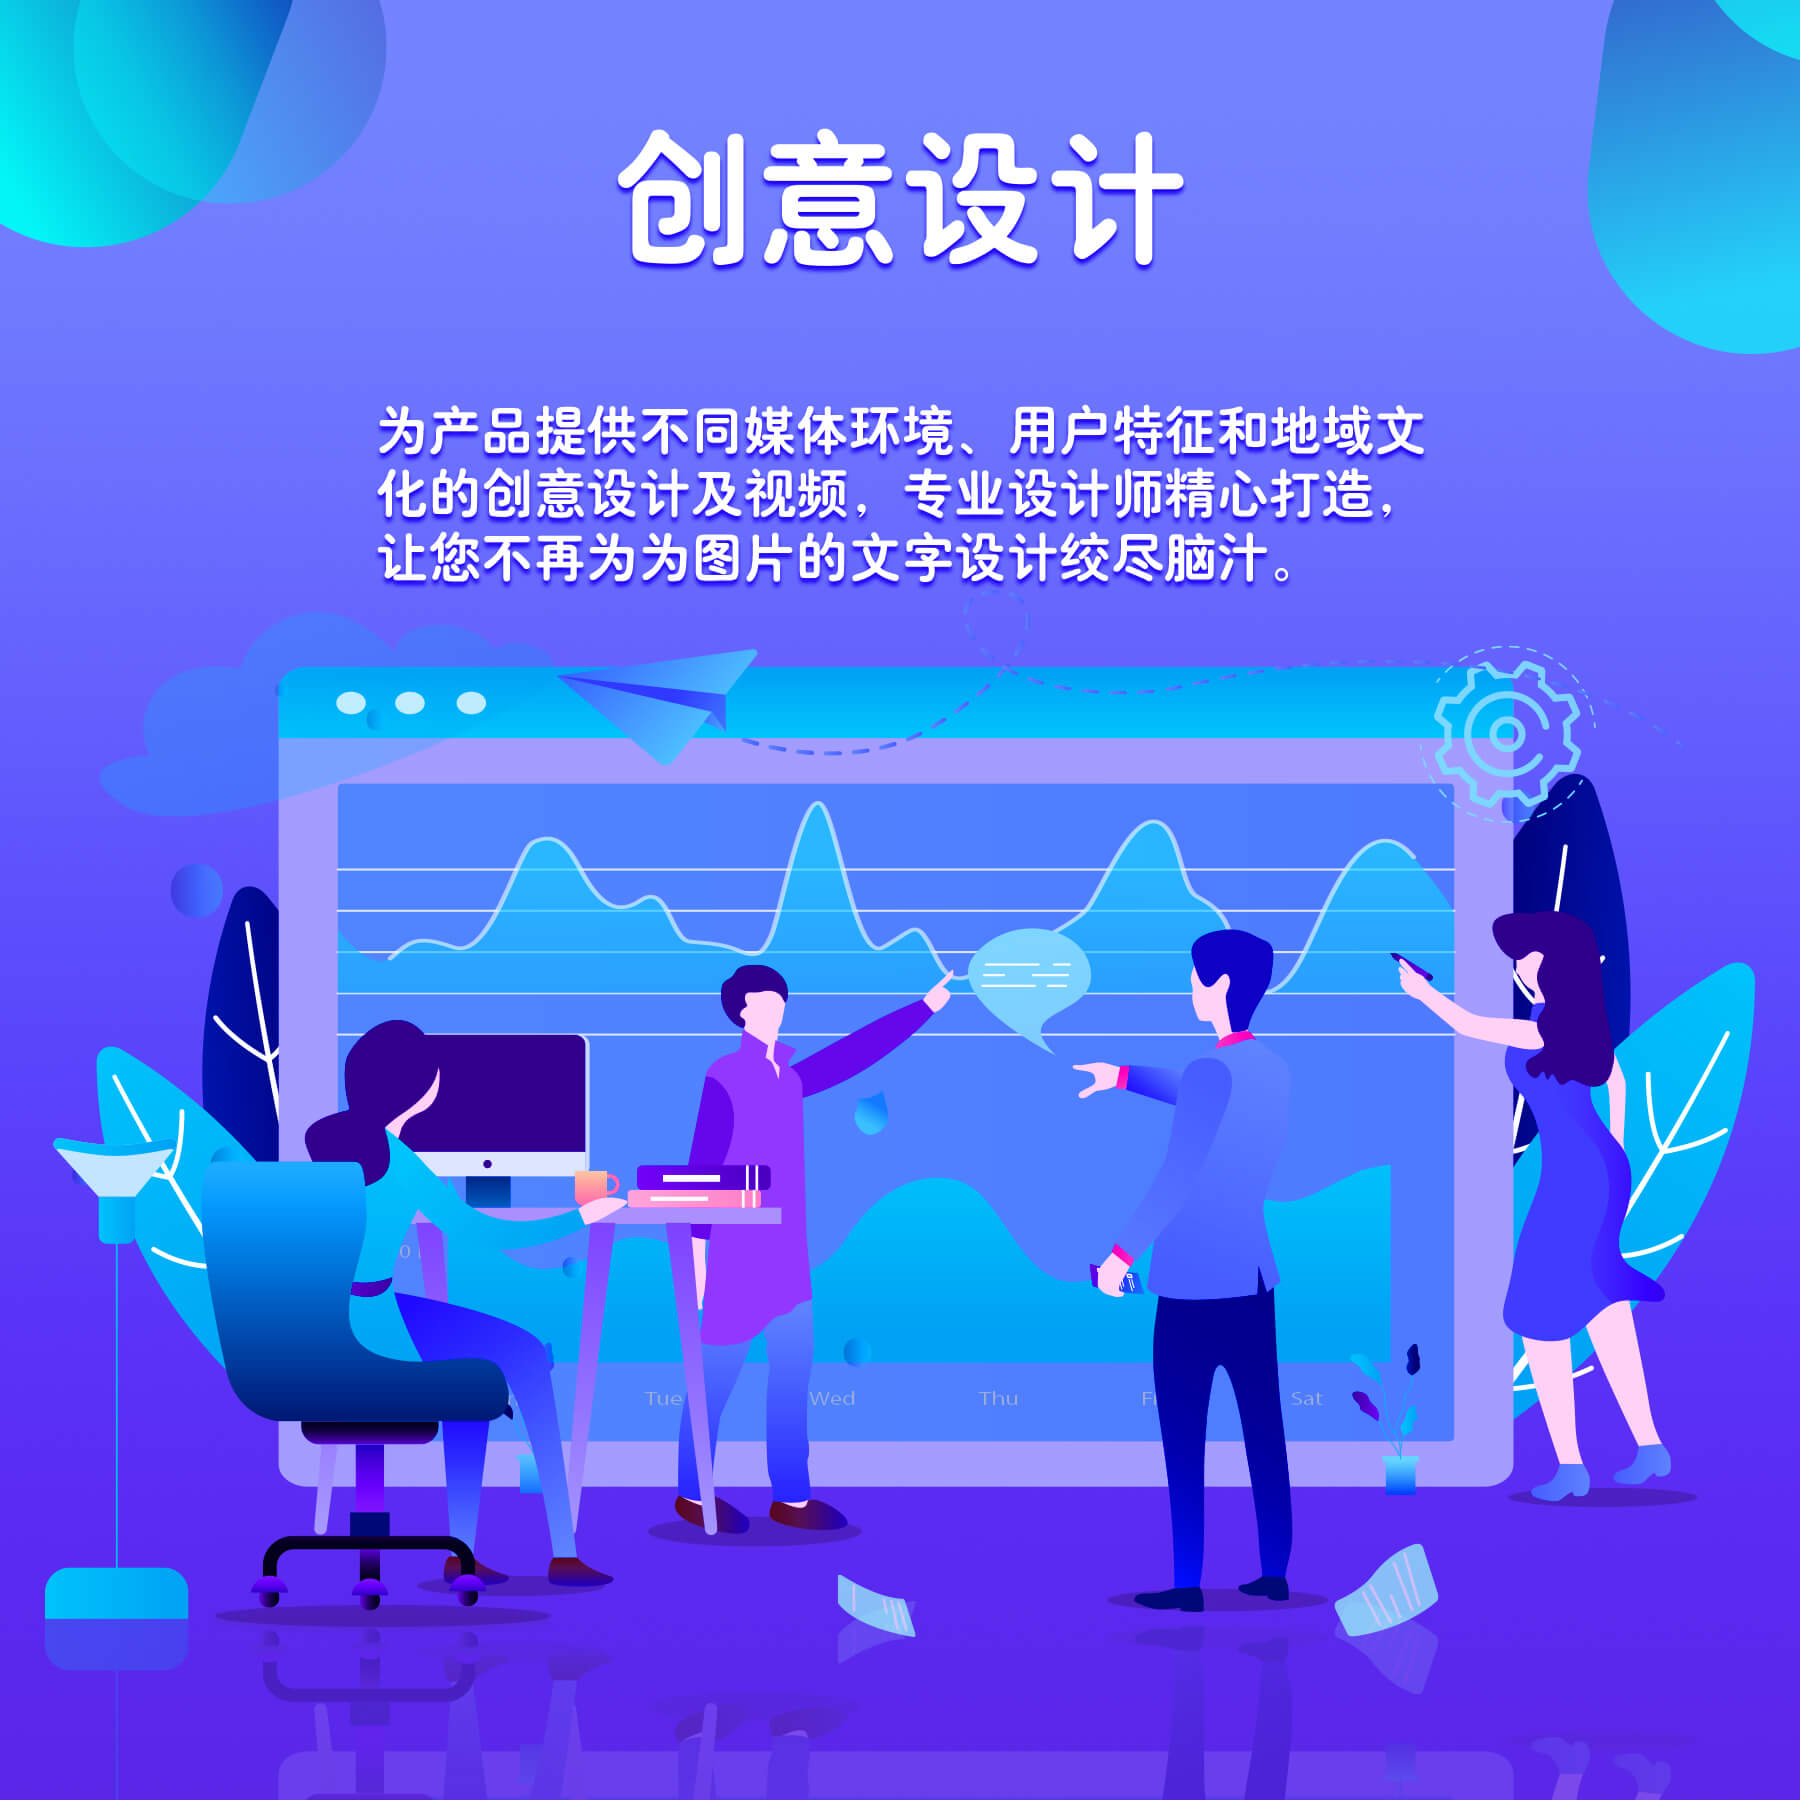 创意设计
为产品提供不同媒体环境、用户特征和地域文
化的创意设计及视频，专业设计师精心打造，
让您不再为为图片的文字设计绞尽脑汁。
Tue Wed Thu Sat